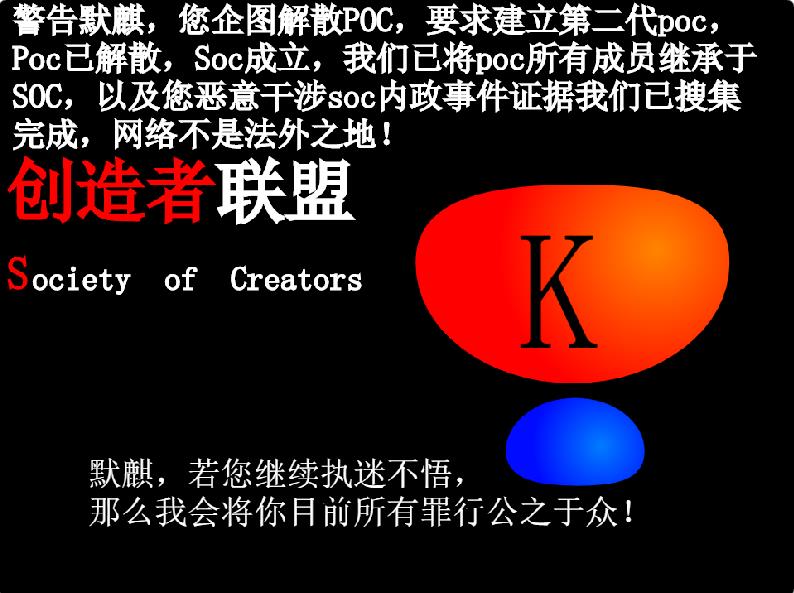 警告默麒，您企图解散POC，要求建立第二代poc，
Poc已解散，Soc成立，我们已将poc所有成员继承于
SOC，以及您恶意干涉soc内政事件证据我们已搜集
完成，网络不是法外之地！
创造者联盟
Society of Creators
K
默麒，若您继续执迷不悟，
那么我会将你目前所有罪行公之于众！